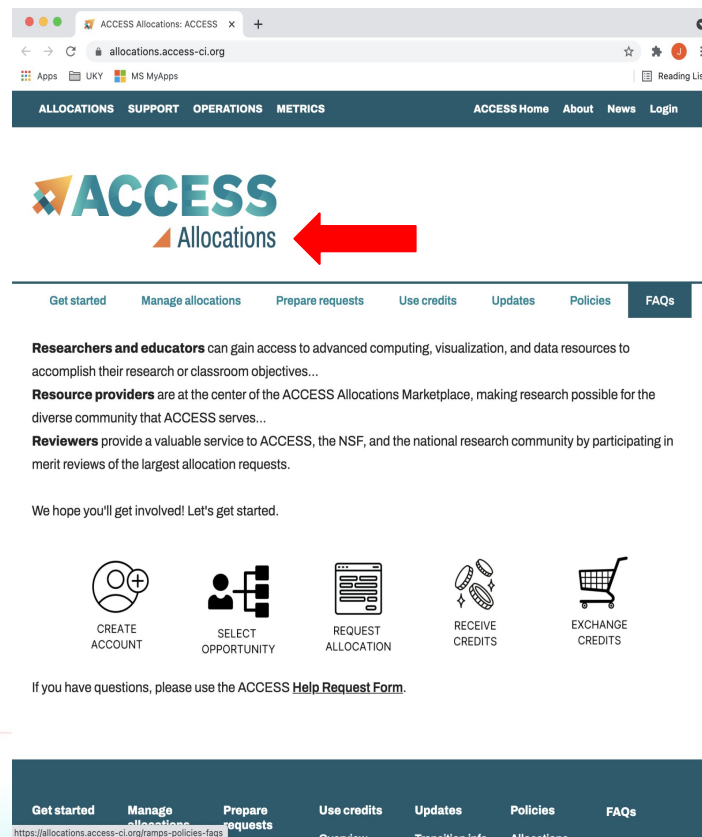 ACCESS Allocations: ACCESS
allocations.access-ci.org
J
Apps UKY MS MyApps Reading Lis
ALLOCATIONS SUPPORT OPERATIONS METRICS ACCESS Home About News Login
ACCESS
Allocations
Get started Manage allocations Prepare requests Use credits Updates Policies FAQs
Researchers and educators can gain access to advanced computing, visualization, and data resources to
accomplish their research or classroom objectives...
Resource providers are at the center of the ACCESS Allocations Marketplace, making research possible for the
diverse community that ACCESS serves...
Reviewers provide a valuable service to ACCESS, the NSF, and the national research community by participating in
merit reviews of the largest allocation requests.
We hope you'll get involved! Let's get started.
CREATE
ACCOUNT
SELECT
OPPORTUNITY
REQUEST
ALLOCATION
RECEIVE
CREDITS
EXCHANGE
CREDITS
If you have questions, please use the ACCESS Help Request Form.
Get started Manage Prepare Use credits Updates Policies FAQs
allocations requests
Overview Transition info Allocations
https://allocations.access-ci.org/ramps-policies-faqs